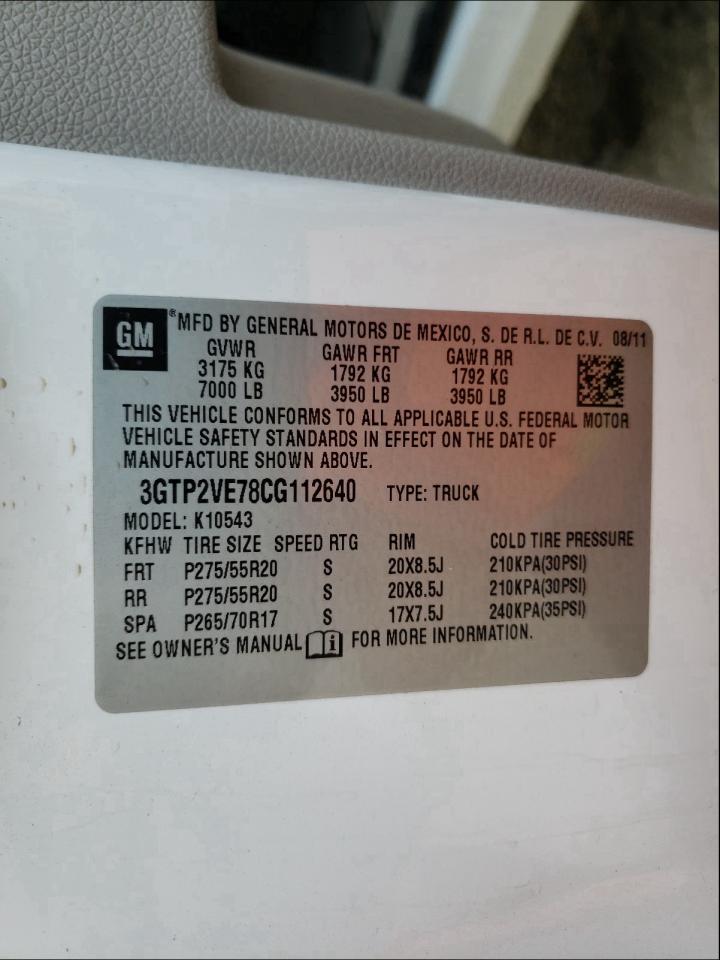 GM
® MFD BY GENERAL MOTORS DE MEXICO, S. DE R.L. DE C.V. 08/11
GVWR GAWR FRT GAWR RR
3175 KG 1792 KG 1792 KG
7000 LB 3950 LB 3950 LB
THIS VEHICLE CONFORMS TO ALL APPLICABLE U.S. FEDERAL MOTOR
VEHICLE SAFETY STANDARDS IN EFFECT ON THE DATE OF
MANUFACTURE SHOWN ABOVE.
3GTP2VE78CG112640 TYPE: TRUCK
MODEL: K10543
KFHW TIRE SIZE SPEED RTG RIM COLD TIRE PRESSURE
FRT P275/55R20 S 20X8.5J 210KPA(30PSI)
RR P275/55R20 S 20X8.5J 210KPA(30PSI)
SPA P265/70R17 S 17X7.5J 240KPA(35PSI)
SEE OWNER'S MANUAL i FOR MORE INFORMATION.